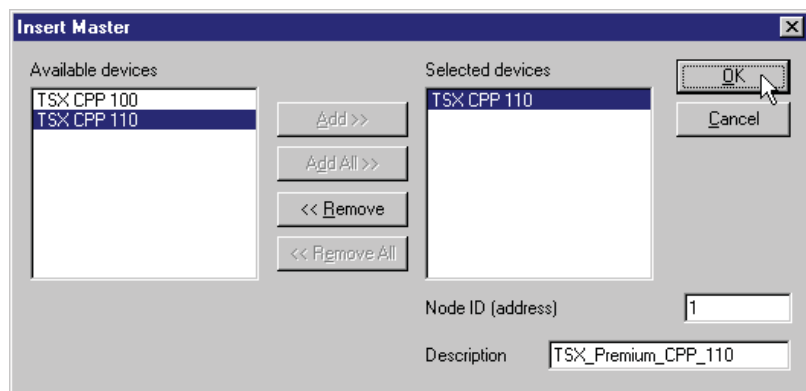 Insert Master
Available devices
TSX CPP 100
TSX CPP 110
Add >>
Add All >>
<< Remove
<< Remove All
Selected devices
TSX CPP 110
OK
Cancel
Node ID (address)
1
Description
TSX_Premium_CPP_110